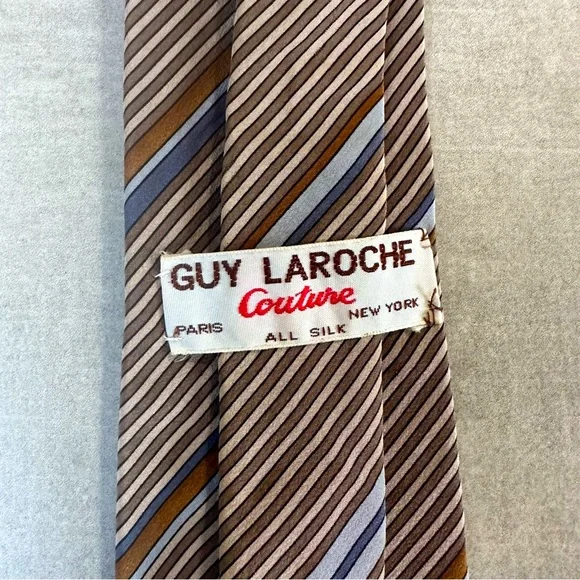 GUY LAROCHE
Couture
PARIS ALL SILK NEW YORK